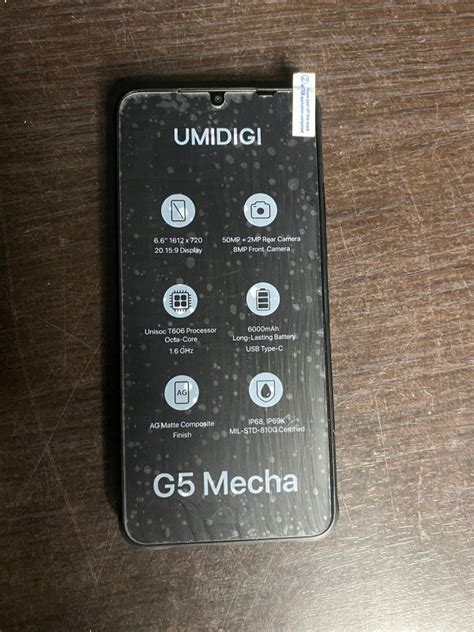 UMIDIGI
6.6" 1612 x 720
20.15:9 Display
50MP + 2MP Rear Camera
8MP Front Camera
Unisoc T606 Processor
Octa-Core
1.6 GHz
6000mAh
Long-Lasting Battery
USB Type-C
AG
AG Matte Composite
Finish
IP68, IP69K
MIL-STD-810G Certified
G5 Mecha